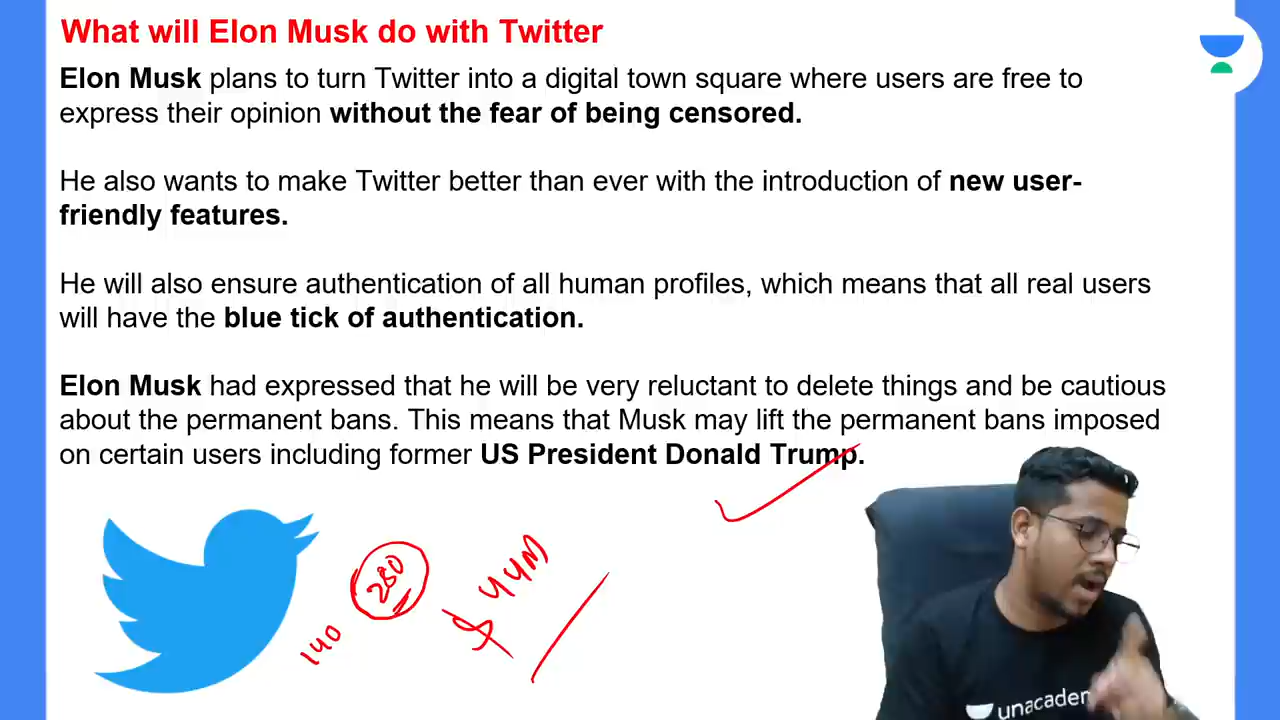 What will Elon Musk do with Twitter
Elon Musk plans to turn Twitter into a digital town square where users are free to
express their opinion without the fear of being censored.
He also wants to make Twitter better than ever with the introduction of new user-
friendly features.
He will also ensure authentication of all human profiles, which means that all real users
will have the blue tick of authentication.
Elon Musk had expressed that he will be very reluctant to delete things and be cautious
about the permanent bans. This means that Musk may lift the permanent bans imposed
on certain users including former US President Donald Trump.
140
280
$ 44M
unacadem